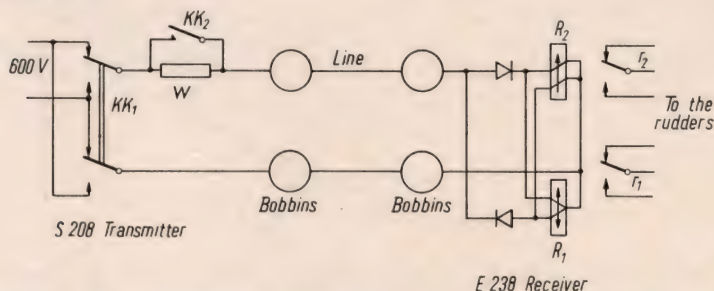 KK₂
R₂
600 V
Line
r₂
W
KK₁
To the
rudders
r₁
Bobbins
Bobbins
S 208 Transmitter
R₁
E 238 Receiver